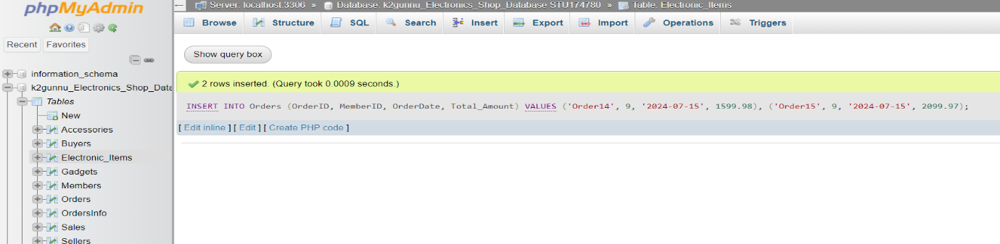 phpMyAdmin
Recent Favorites
information_schema
k2gunnu_Electronics_Shop_Data
Tables
New
Accessories
Buyers
Electronic_Items
Gadgets
Members
Orders
OrdersInfo
Sales
Sellers
Server: localhost:3306 » Database: k2gunnu_Electronics_Shop_Database STU174780 » Table: Electronic_Items
Browse Structure SQL Search Insert Export Import Operations Triggers
Show query box
2 rows inserted. (Query took 0.0009 seconds.)
INSERT INTO Orders (OrderID, MemberID, OrderDate, Total_Amount) VALUES ('Order14', 9, '2024-07-15', 1599.98), ('Order15', 9, '2024-07-15', 2099.97);
[ Edit inline ] [ Edit ] [ Create PHP code ]